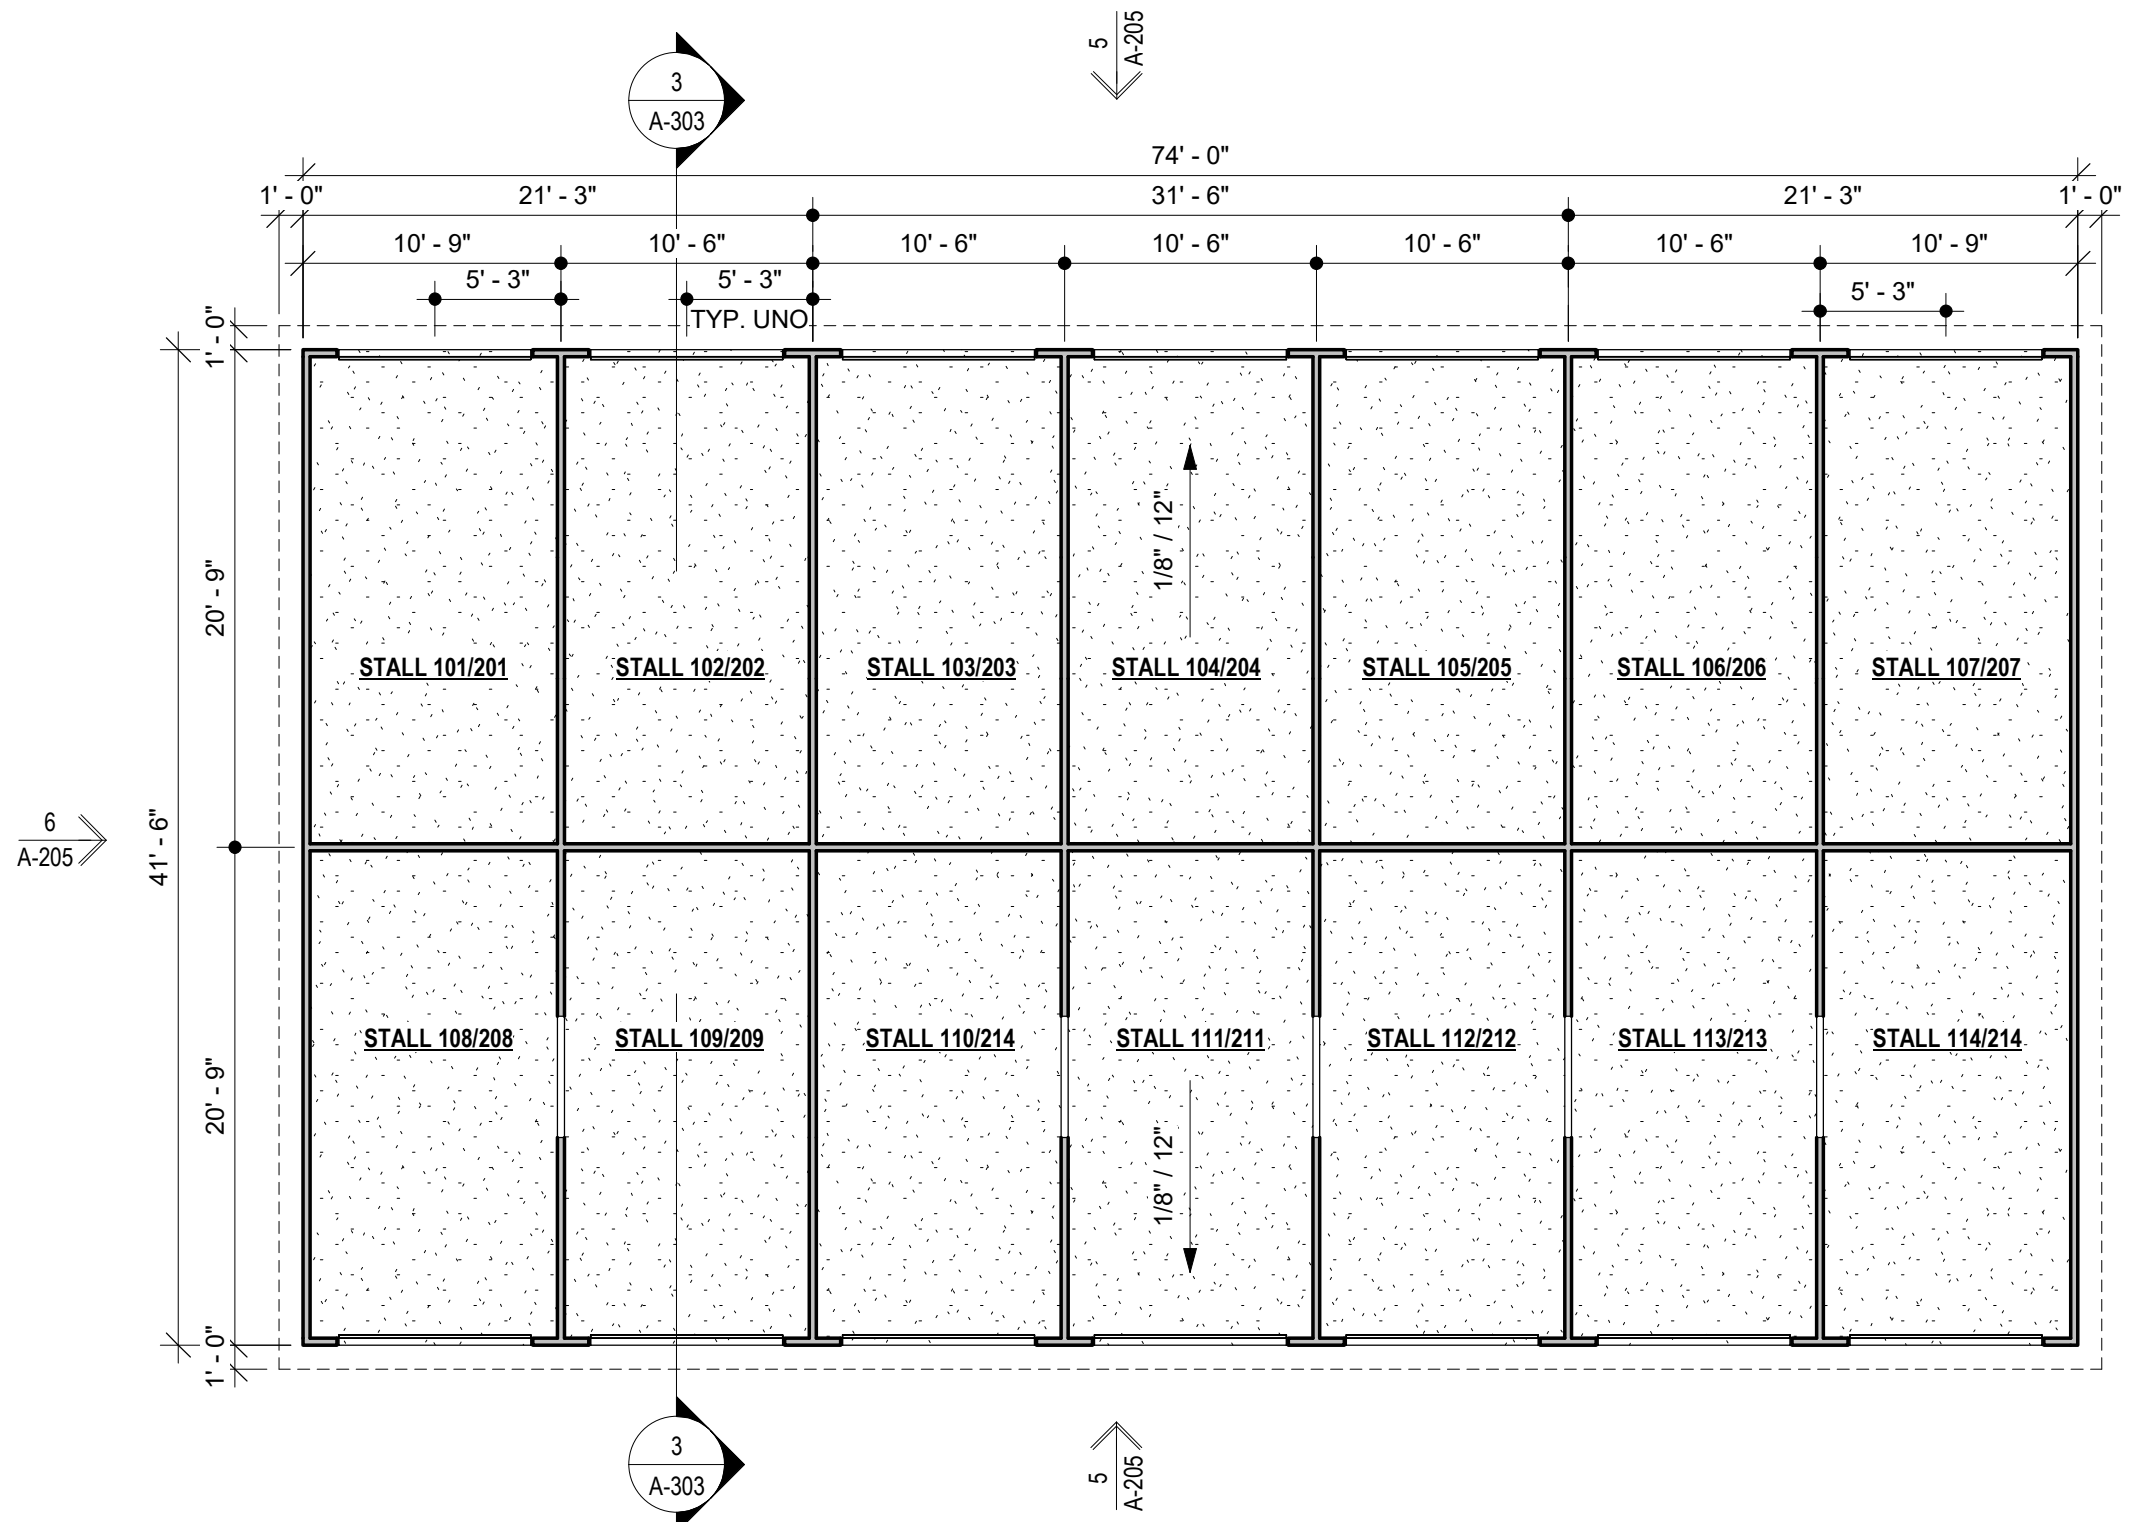 5
A-205
3
A-303
74' - 0"
1' - 0"
21' - 3"
31' - 6"
21' - 3"
1' - 0"
10' - 9"
10' - 6"
10' - 6"
10' - 6"
10' - 6"
10' - 6"
10' - 9"
5' - 3"
5' - 3"
5' - 3"
TYP. UNO
1' - 0"
20' - 9"
1/8" / 12"
STALL 101/201
STALL 102/202
STALL 103/203
STALL 104/204
STALL 105/205
STALL 106/206
STALL 107/207
6
A-205
41' - 6"
STALL 108/208
STALL 109/209
STALL 110/214
STALL 111/211
STALL 112/212
STALL 113/213
STALL 114/214
20' - 9"
1/8" / 12"
1' - 0"
3
A-303
5
A-205